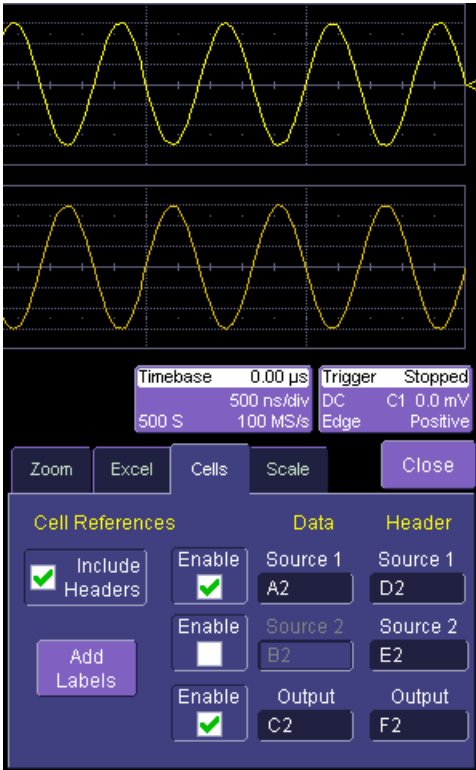 Timebase 0.00 µs
500 ns/div
500 S 100 MS/s
Trigger Stopped
DC C1 0.0 mV
Edge Positive
Zoom Excel Cells Scale Close
Cell References Data Header
Include Headers
Enable Source 1 Source 1
A2 D2
Enable Source 2 Source 2
B2 E2
Add Labels
Enable Output Output
C2 F2